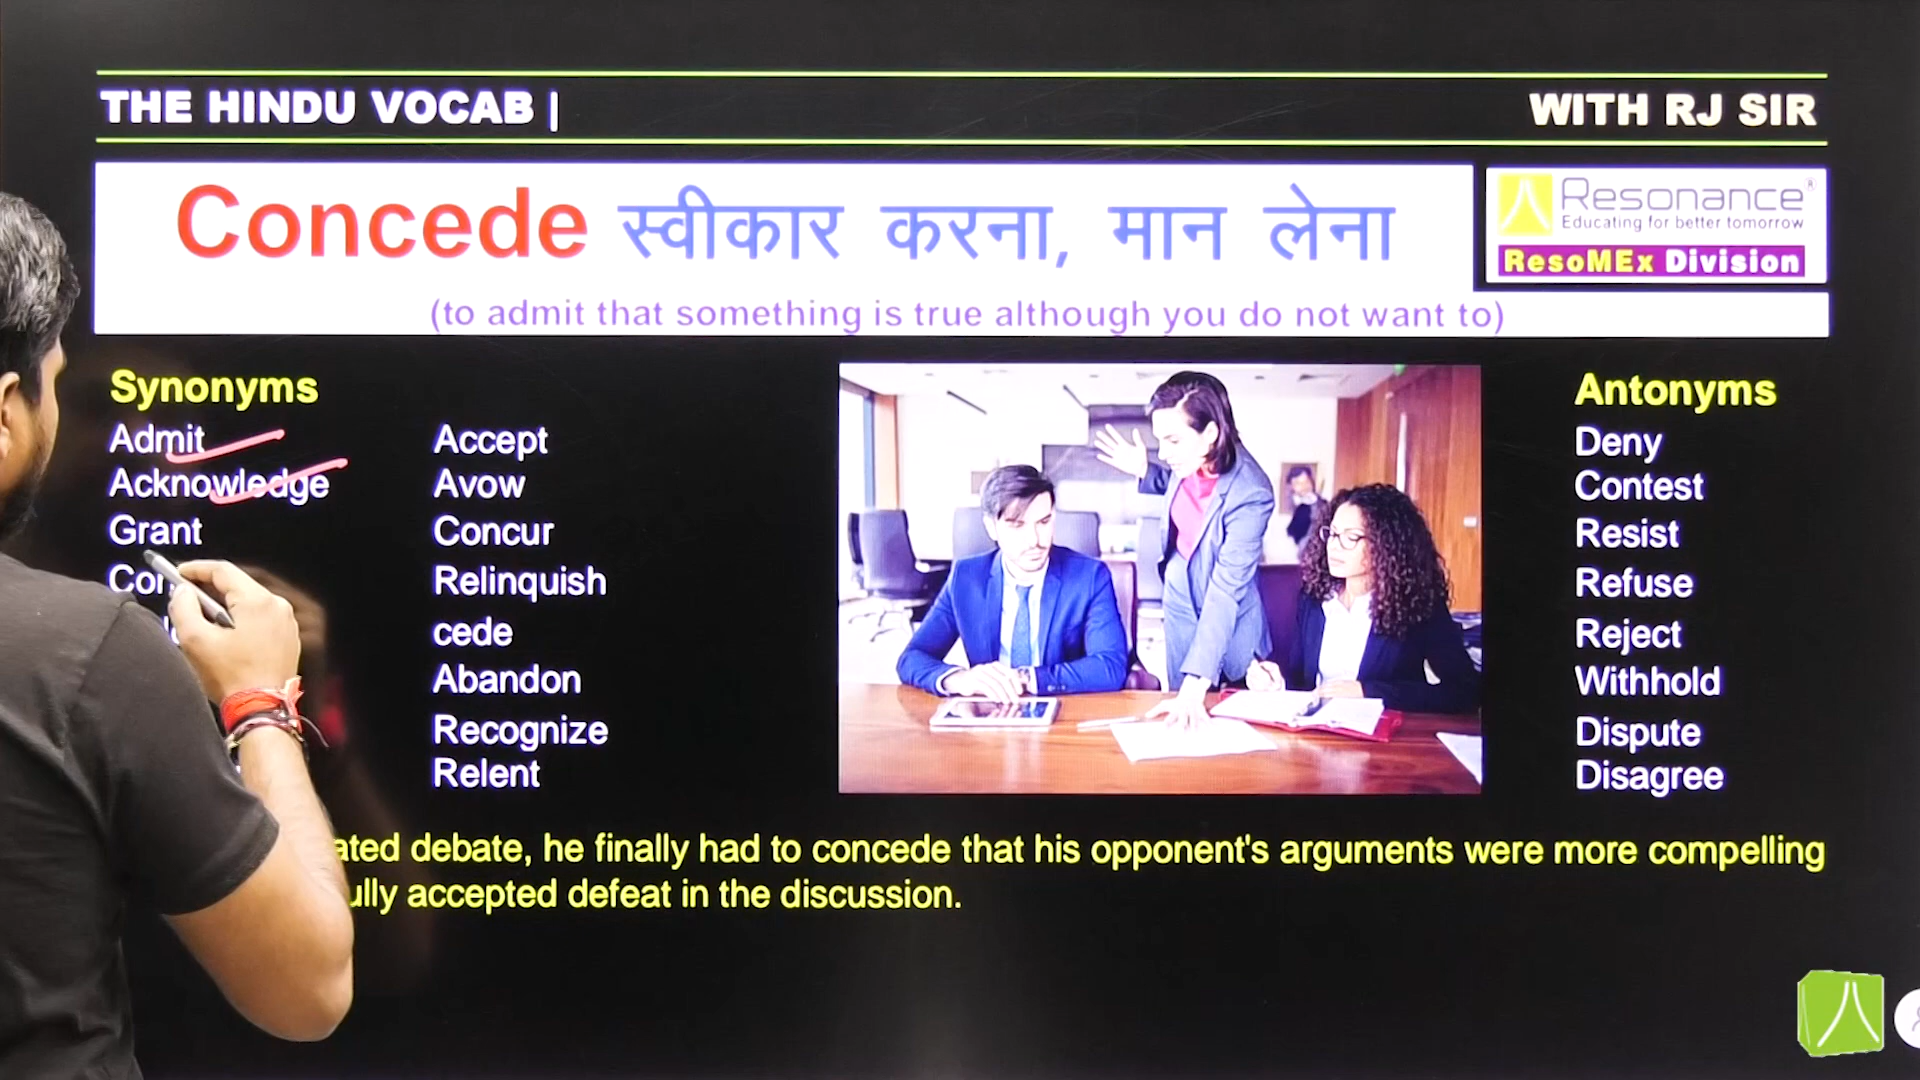 THE HINDU VOCAB |
WITH RJ SIR
Concede स्वीकार करना, मान लेना
(to admit that something is true although you do not want to)
Resonance®
Educating for better tomorrow
ResoMEx Division
Synonyms
Admit
Acknowledge
Grant
Accept
Avow
Concur
Relinquish
cede
Abandon
Recognize
Relent
Antonyms
Deny
Contest
Resist
Refuse
Reject
Withhold
Dispute
Disagree
debate, he finally had to concede that his opponent's arguments were more compelling
accepted defeat in the discussion.